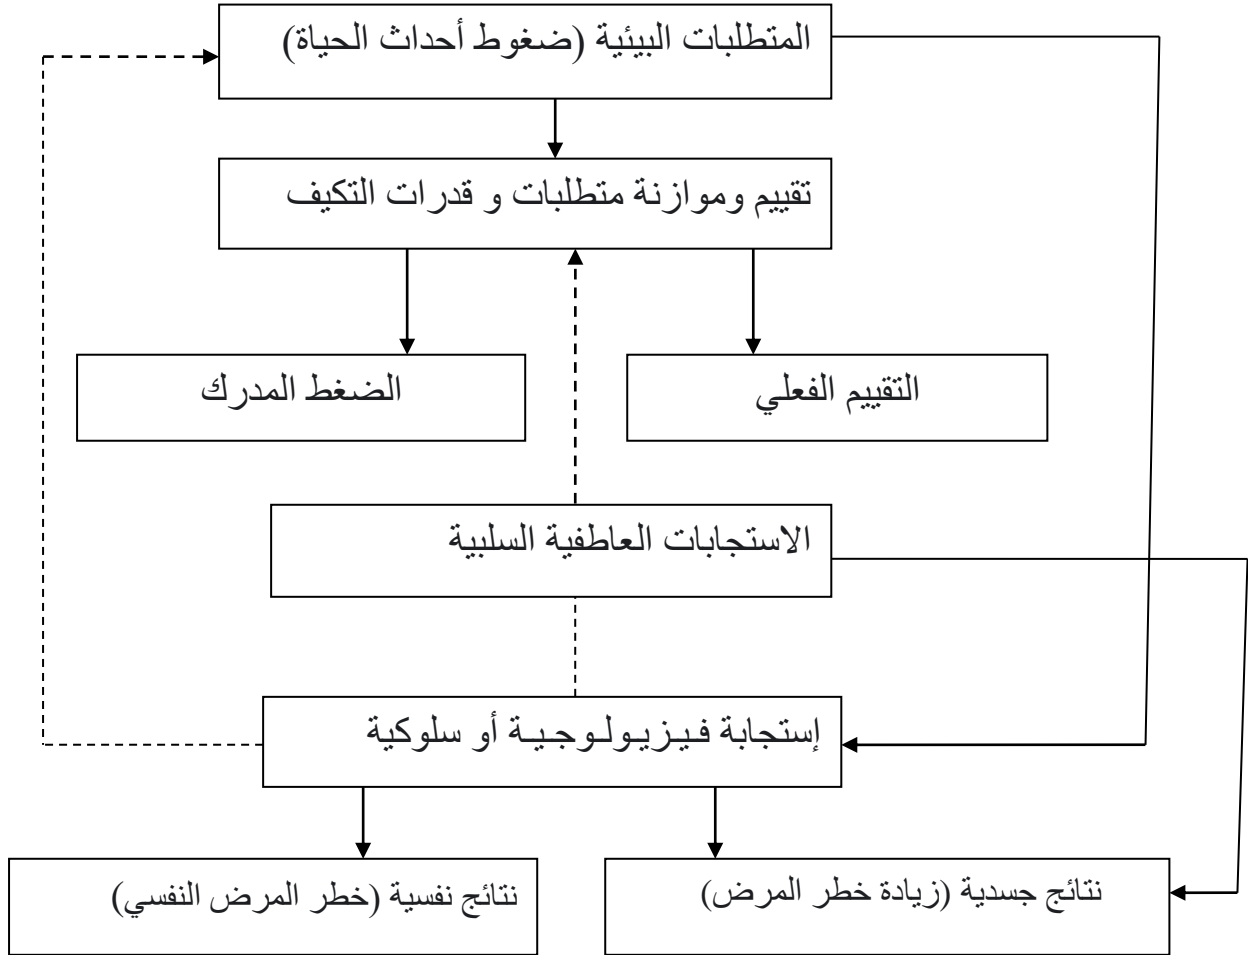 المتطلبات البيئية (ضغوط أحداث الحياة)
تقييم وموازنة متطلبات و قدرات التكيف
التقييم الفعلي
الضغط المدرك
الاستجابات العاطفية السلبية
إستجابة فيزيولوجية أو سلوكية
نتائج جسدية (زيادة خطر المرض)
نتائج نفسية (خطر المرض النفسي)